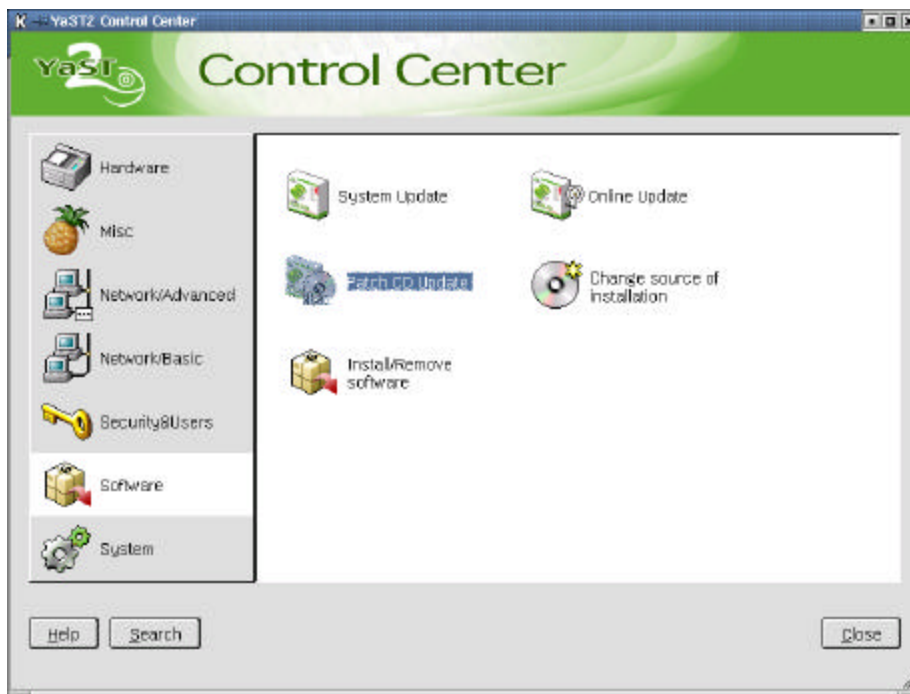 YaST2 Control Center
YaST2
Control Center
Hardware
Misc
Network/Advanced
Network/Basic
Security&Users
Software
System
System Update
Online Update
Patch CD Update
Change source of
installation
Install/Remove
software
Help
Search
Close